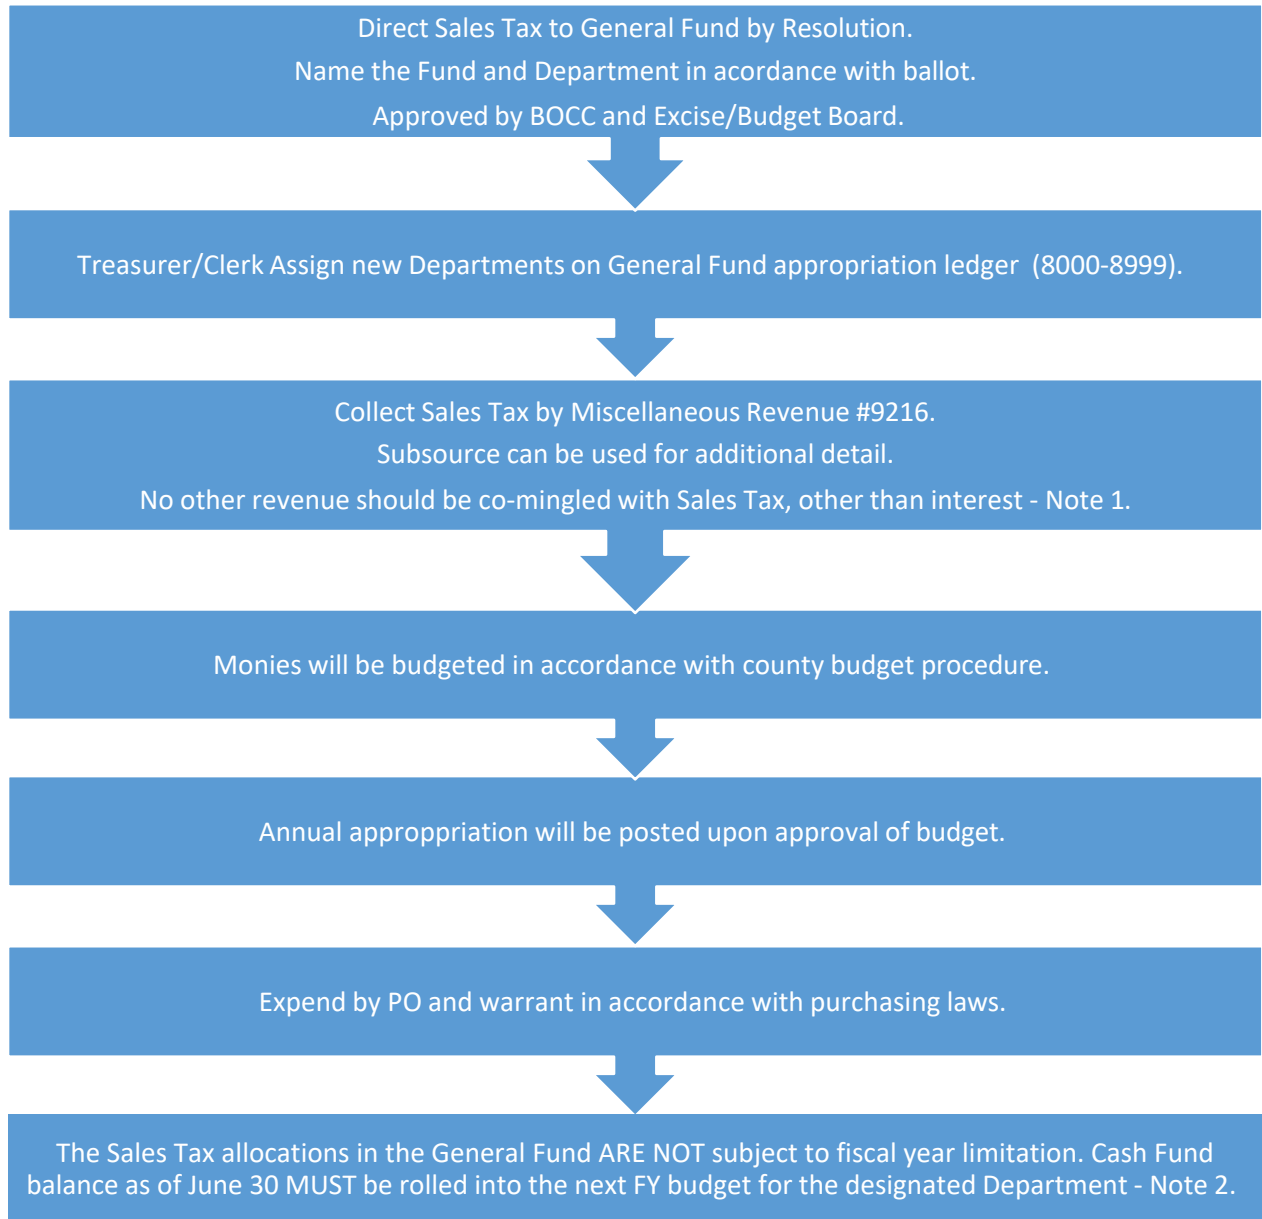 Direct Sales Tax to General Fund by Resolution.
Name the Fund and Department in acordance with ballot.
Approved by BOCC and Excise/Budget Board.
Treasurer/Clerk Assign new Departments on General Fund appropriation ledger  (8000-8999).
Collect Sales Tax by Miscellaneous Revenue #9216.
Subsource can be used for additional detail.
No other revenue should be co-mingled with Sales Tax, other than interest - Note 1.
Monies will be budgeted in accordance with county budget procedure.
Annual approppriation will be posted upon approval of budget.
Expend by PO and warrant in accordance with purchasing laws.
The Sales Tax allocations in the General Fund ARE NOT subject to fiscal year limitation. Cash Fund
balance as of June 30 MUST be rolled into the next FY budget for the designated Department - Note 2.